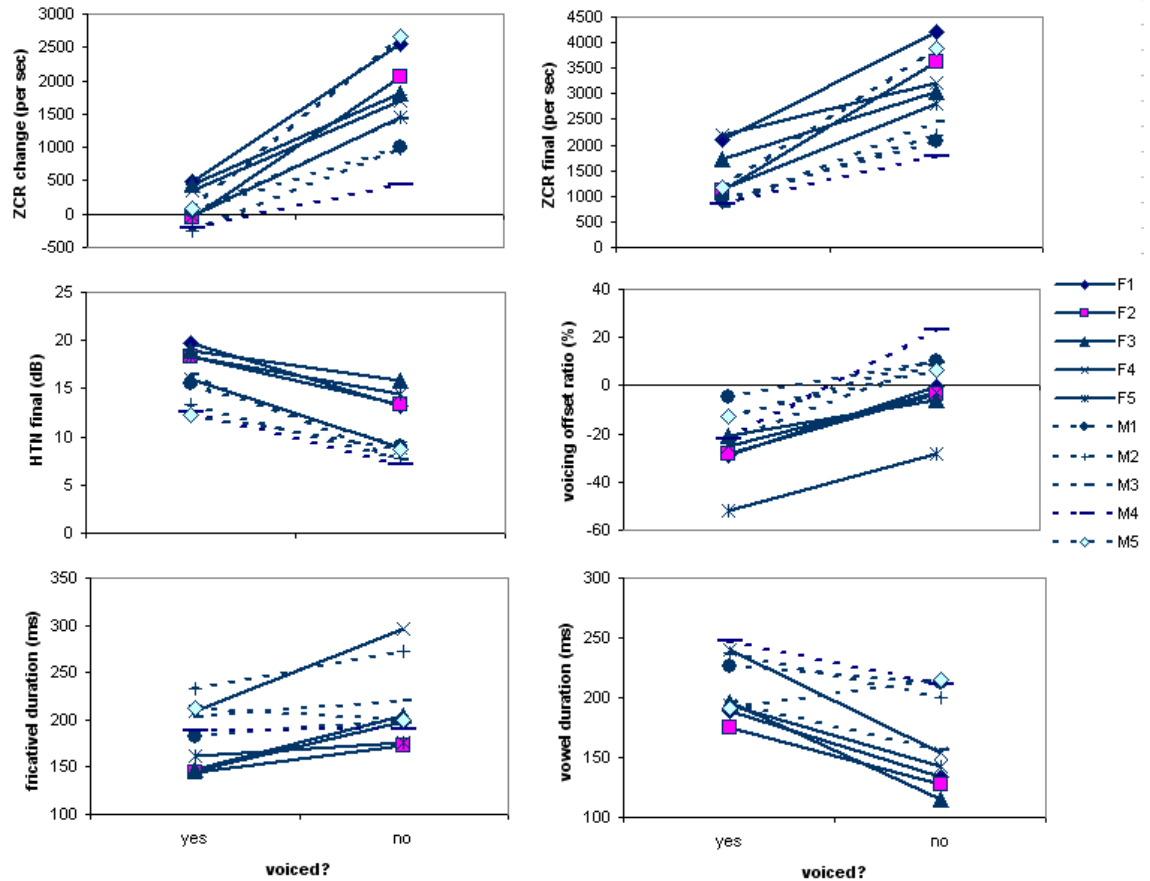 ZCR change (per sec)
3000
2500
2000
1500
1000
500
0
-500
ZCR final (per sec)
4500
4000
3500
3000
2500
2000
1500
1000
500
0
HTN final (dB)
25
20
15
10
5
0
voicing offset ratio (%)
40
20
0
-20
-40
-60
F1
F2
F3
F4
F5
M1
M2
M3
M4
M5
fricativel duration (ms)
350
300
250
200
150
100
yes
no
voiced?
vowel duration (ms)
300
250
200
150
100
yes
no
voiced?